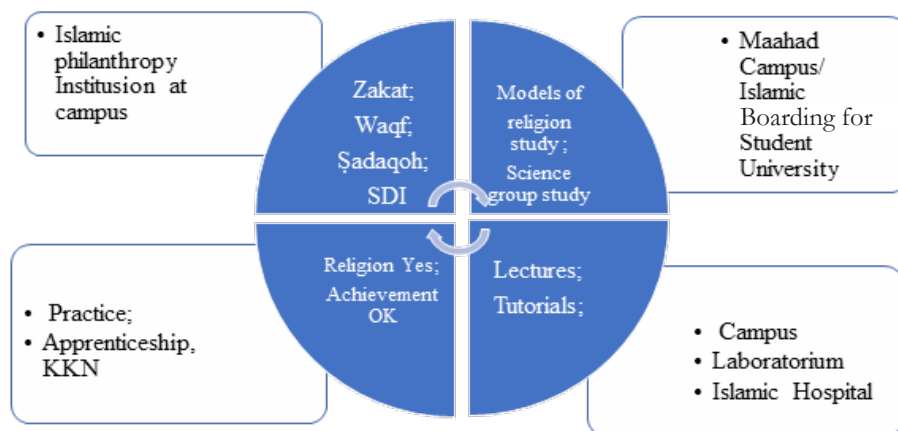 • Islamic
philanthropy
Institusion at
campus
Zakat;
Waqf;
Ṣadaqoh;
SDI
Models of
religion study ;
Science
group study
• Maahad
Campus/
Islamic
Boarding for
Student
University
• Practice;
• Apprenticeship,
KKN
Religion Yes;
Achievement
OK
Lectures;
Tutorials;
• Campus
• Laboratorium
• Islamic Hospital